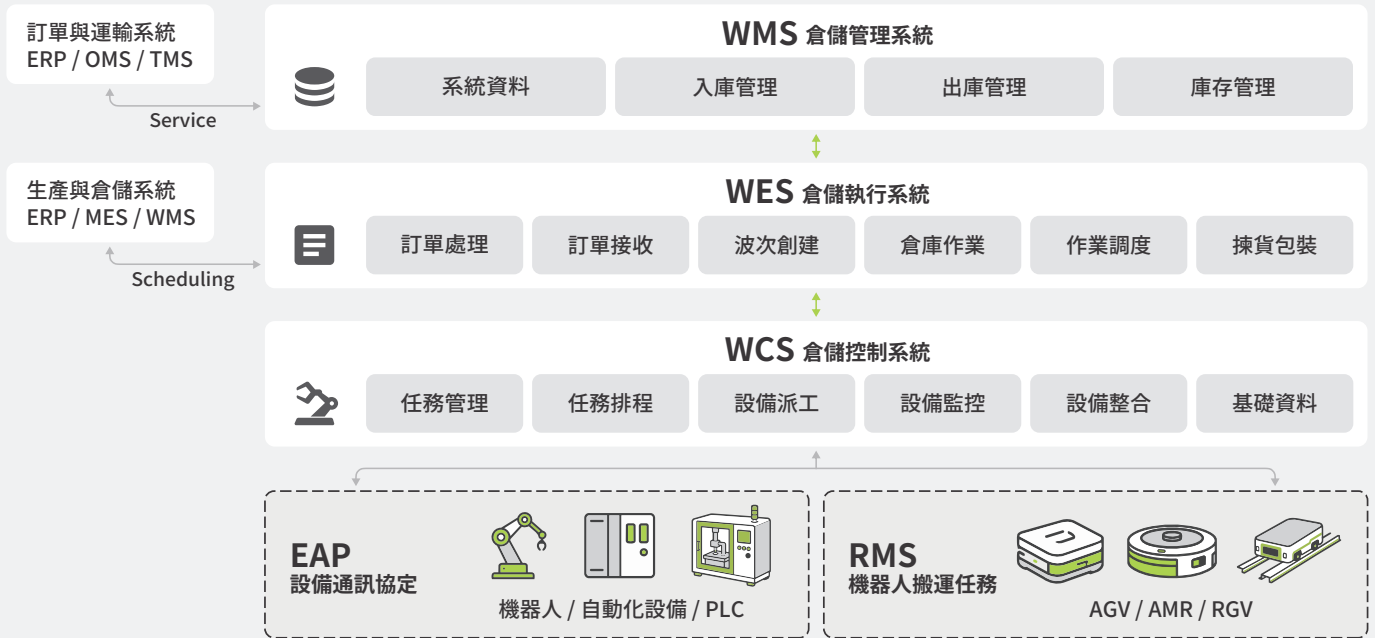 訂單與運輸系統
ERP / OMS / TMS
Service
WMS 倉儲管理系統
系統資料
入庫管理
出庫管理
庫存管理
生產與倉儲系統
ERP / MES / WMS
Scheduling
WES 倉儲執行系統
訂單處理
訂單接收
波次創建
倉庫作業
作業調度
揀貨包裝
WCS 倉儲控制系統
任務管理
任務排程
設備派工
設備監控
設備整合
基礎資料
EAP
設備通訊協定
機器人 / 自動化設備 / PLC
RMS
機器人搬運任務
AGV / AMR / RGV